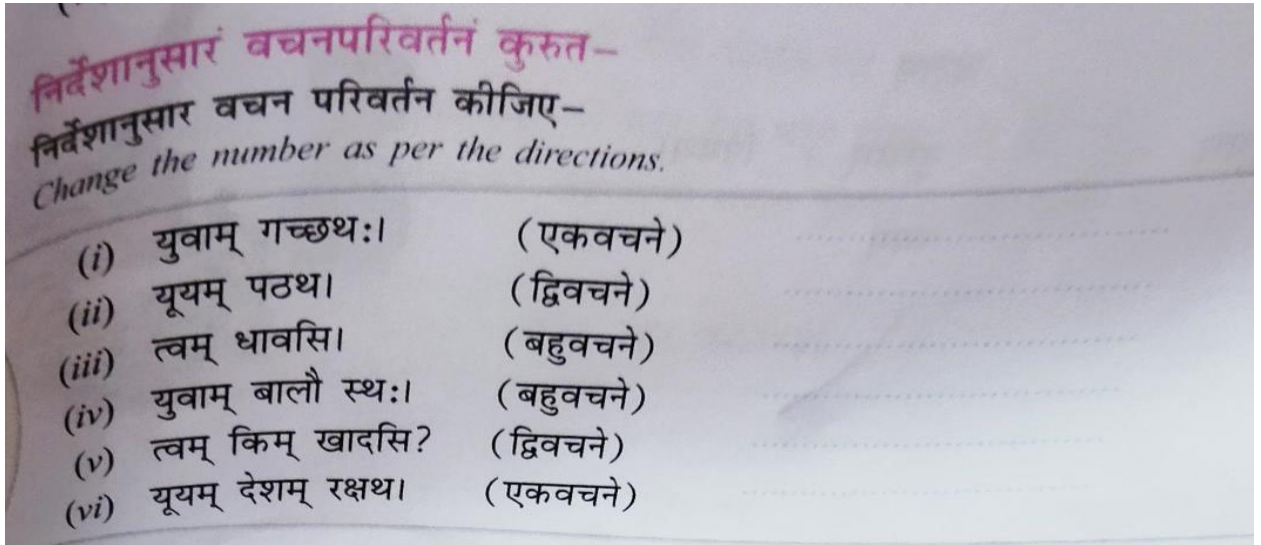 निर्देशानुसारं वचनपरिवर्तनं कुरुत–
निर्देशानुसार वचन परिवर्तन कीजिए–
Change the number as per the directions.
(i) युवाम् गच्छथः। (एकवचने) ....................
(ii) यूयम् पठथ। (द्विवचने) ....................
(iii) त्वम् धावसि। (बहुवचने) ....................
(iv) युवाम् बालौ स्थः। (बहुवचने) ....................
(v) त्वम् किम् खादसि? (द्विवचने) ....................
(vi) यूयम् देशम् रक्षथ। (एकवचने) ....................